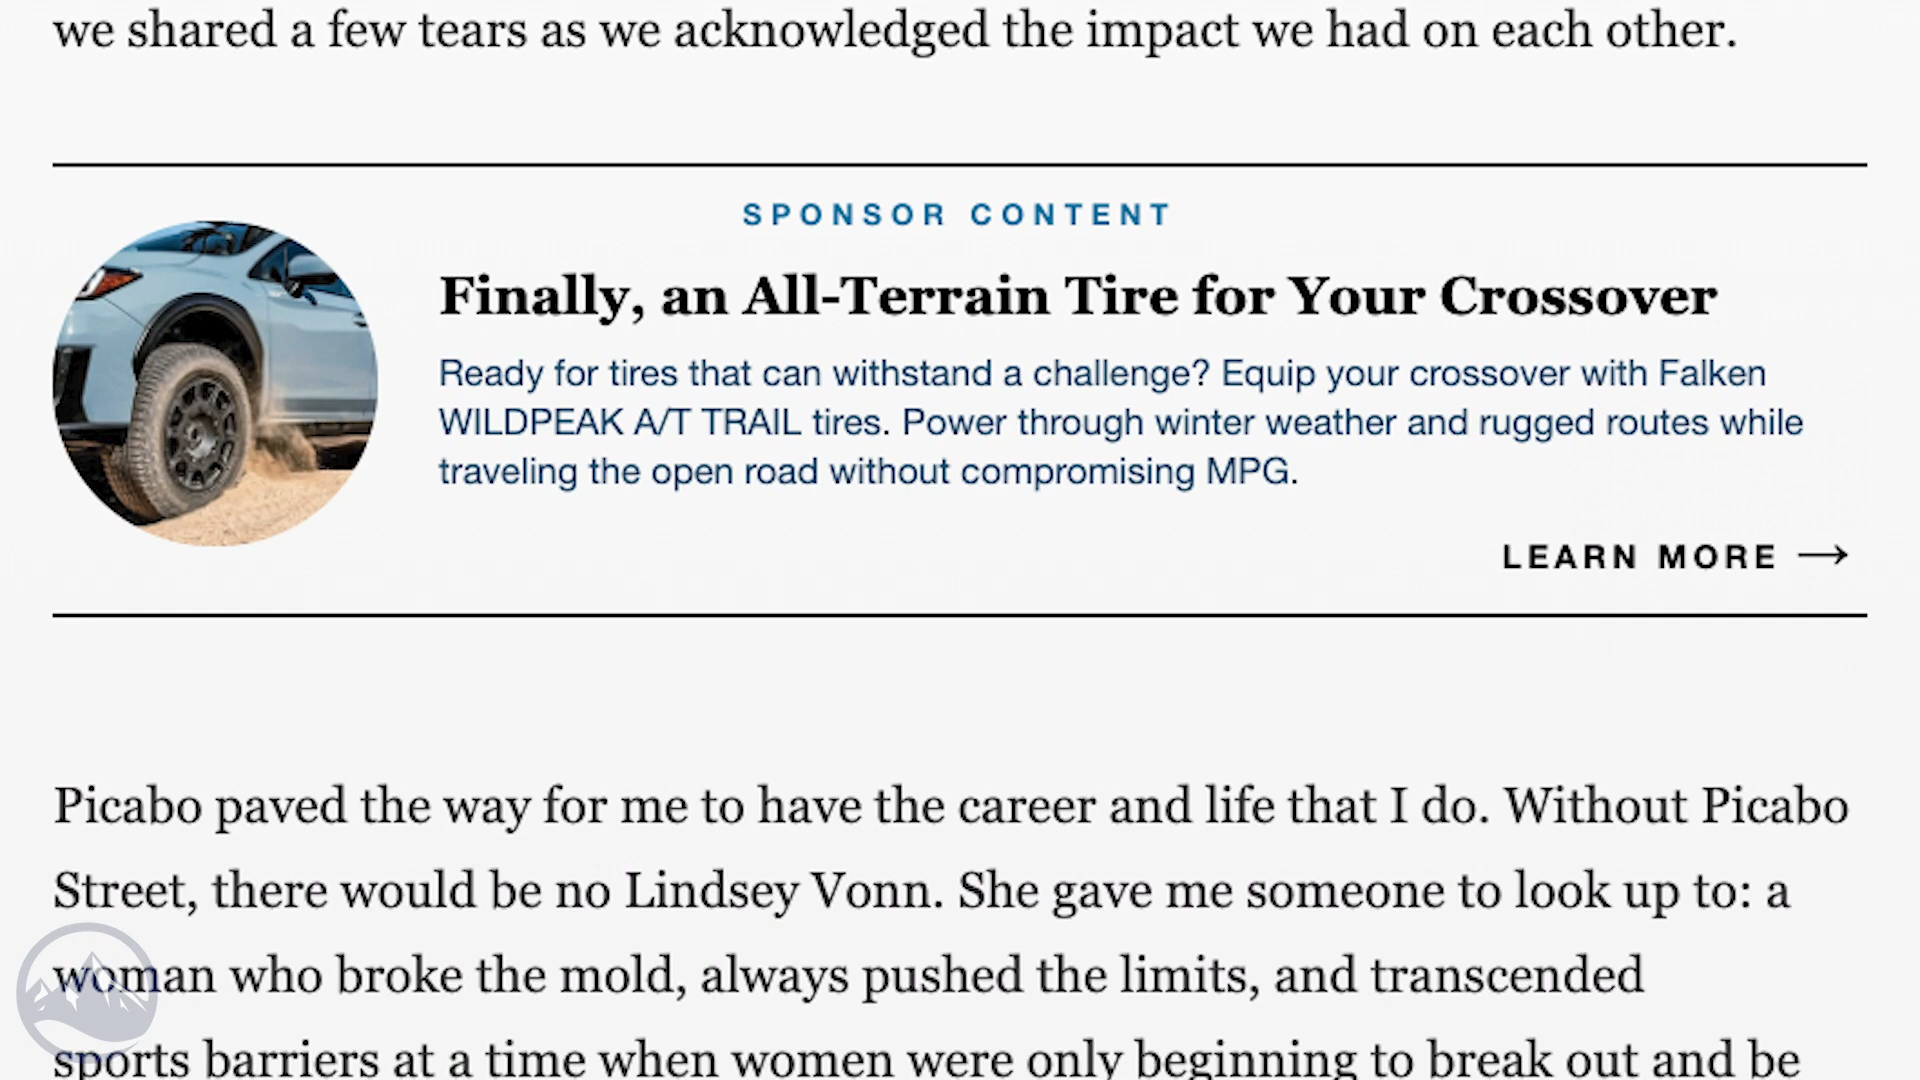 we shared a few tears as we acknowledged the impact we had on each other.
SPONSOR CONTENT
Finally, an All-Terrain Tire for Your Crossover
Ready for tires that can withstand a challenge? Equip your crossover with Falken
WILDPEAK A/T TRAIL tires. Power through winter weather and rugged routes while
traveling the open road without compromising MPG.
LEARN MORE →
Picabo paved the way for me to have the career and life that I do. Without Picabo
Street, there would be no Lindsey Vonn. She gave me someone to look up to: a
woman who broke the mold, always pushed the limits, and transcended
sports barriers at a time when women were only beginning to break out and be